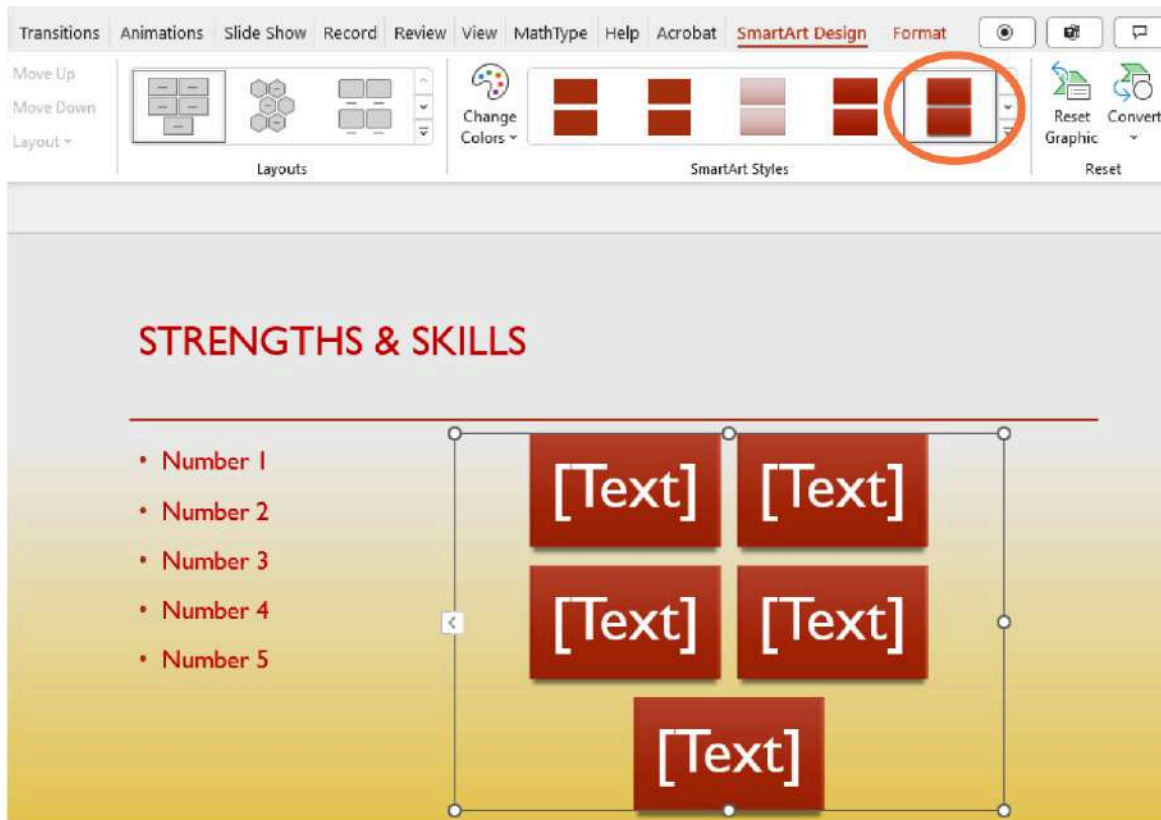 Transitions Animations Slide Show Record Review View MathType Help Acrobat SmartArt Design Format
Move Up
Move Down
Layout
Change
Colors
Reset
Graphic
Convert
Layouts
SmartArt Styles
Reset
STRENGTHS & SKILLS
• Number 1
• Number 2
• Number 3
• Number 4
• Number 5
[Text] [Text]
[Text] [Text]
[Text]